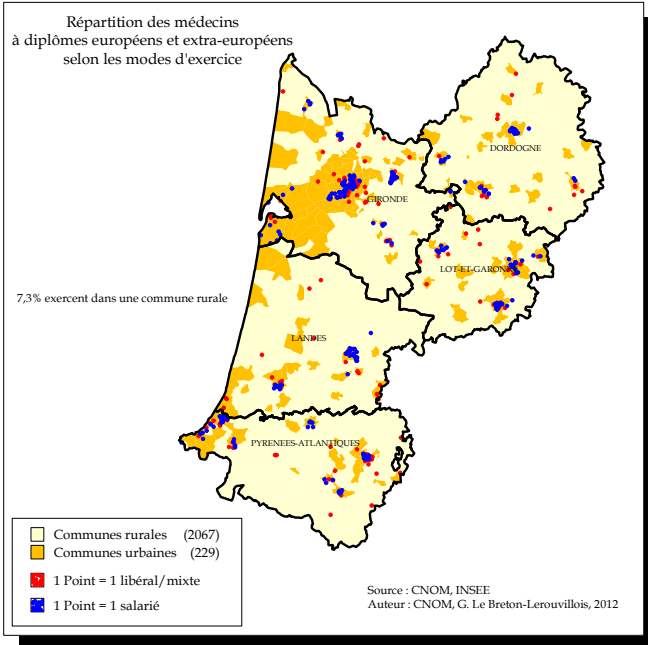 Répartition des médecins
à diplômes européens et extra-européens
selon les modes d'exercice
DORDOGNE
GIRONDE
LOT-ET-GARONNE
7,3% exercent dans une commune rurale
LANDES
PYRENEES-ATLANTIQUES
Communes rurales (2067)
Communes urbaines (229)
1 Point = 1 libéral/mixte
1 Point = 1 salarié
Source : CNOM, INSEE
Auteur : CNOM, G. Le Breton-Lerouvillois, 2012